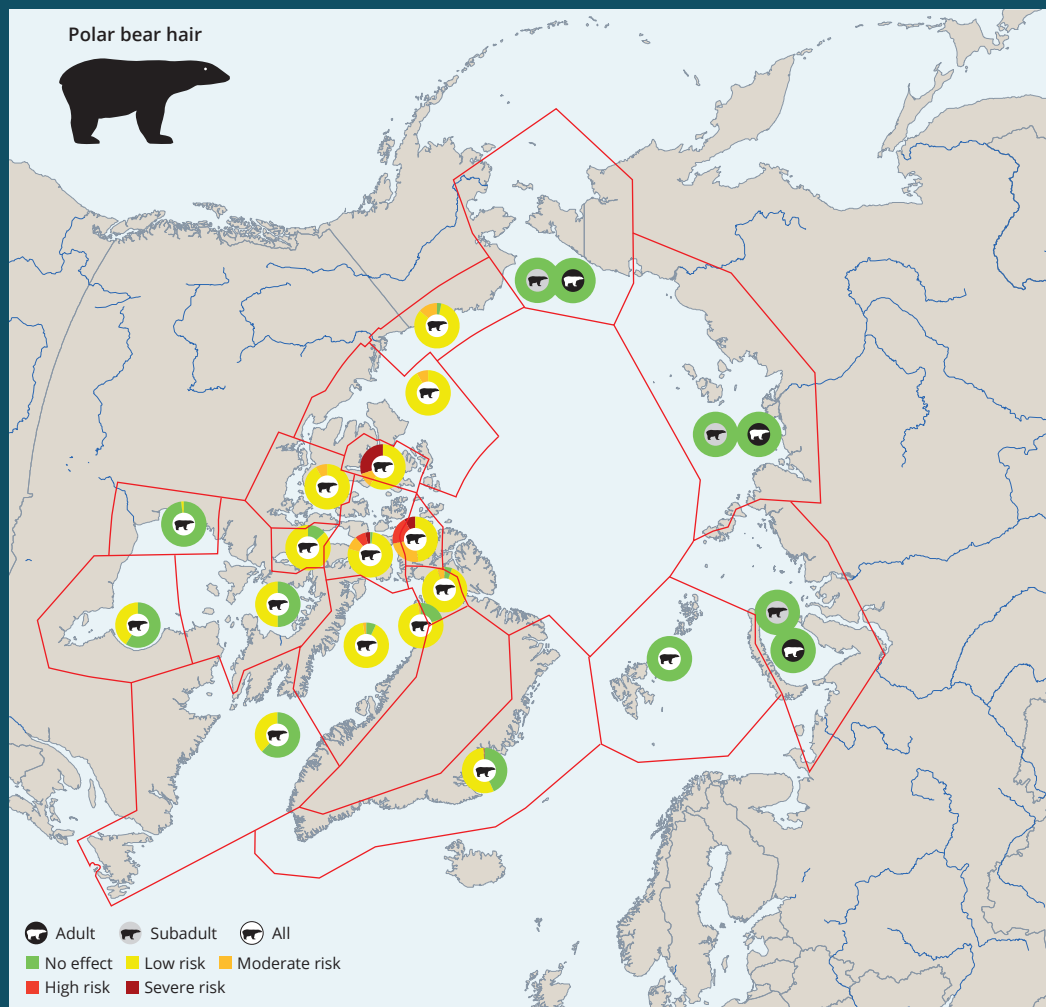 Polar bear hair
Adult Subadult All
No effect Low risk Moderate risk
High risk Severe risk